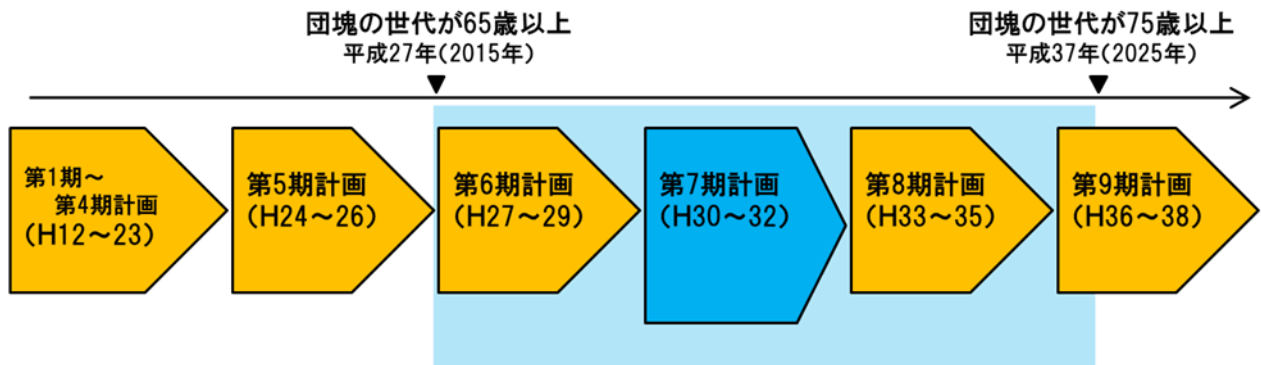 団塊の世代が65歳以上
平成27年(2015年)
団塊の世代が75歳以上
平成37年(2025年)
第1期～
第4期計画
(H12～23)
第5期計画
(H24～26)
第6期計画
(H27～29)
第7期計画
(H30～32)
第8期計画
(H33～35)
第9期計画
(H36～38)